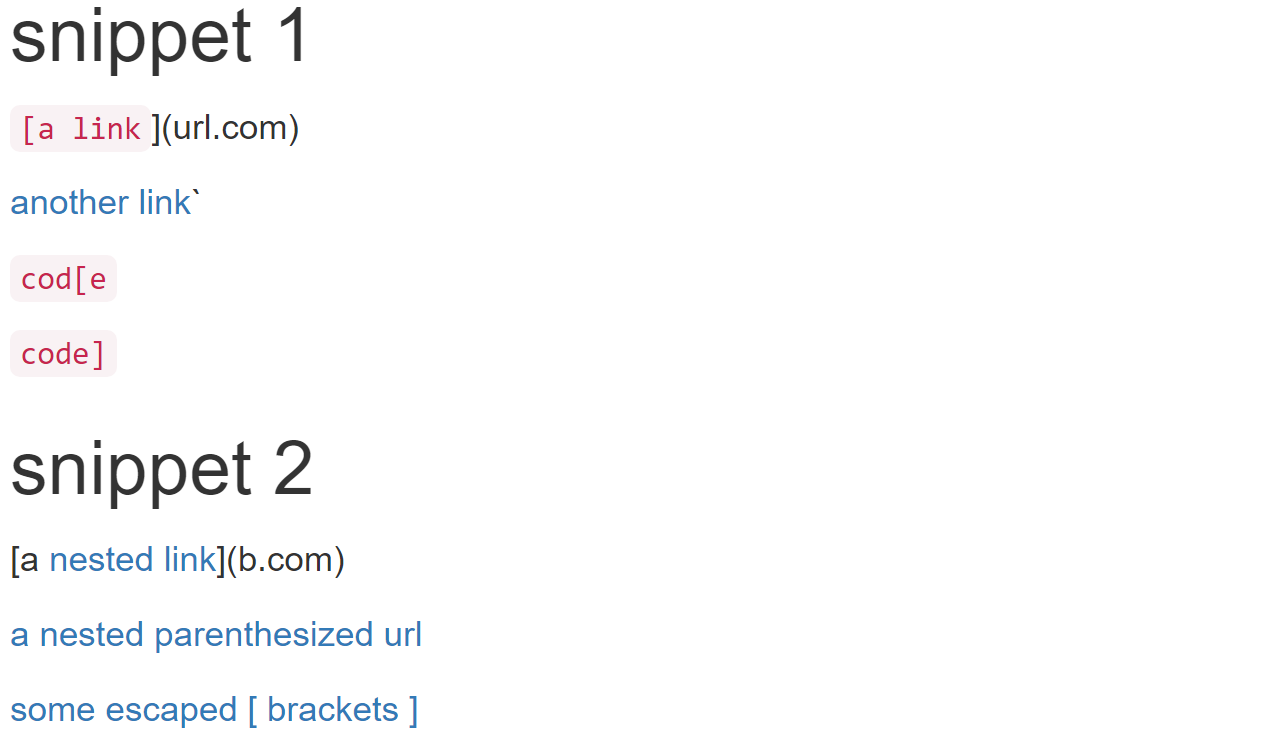 snippet 1
[a link](url.com)
another link`
cod[e
code]
snippet 2
[a nested link](b.com)
a nested parenthesized url
some escaped [ brackets ]